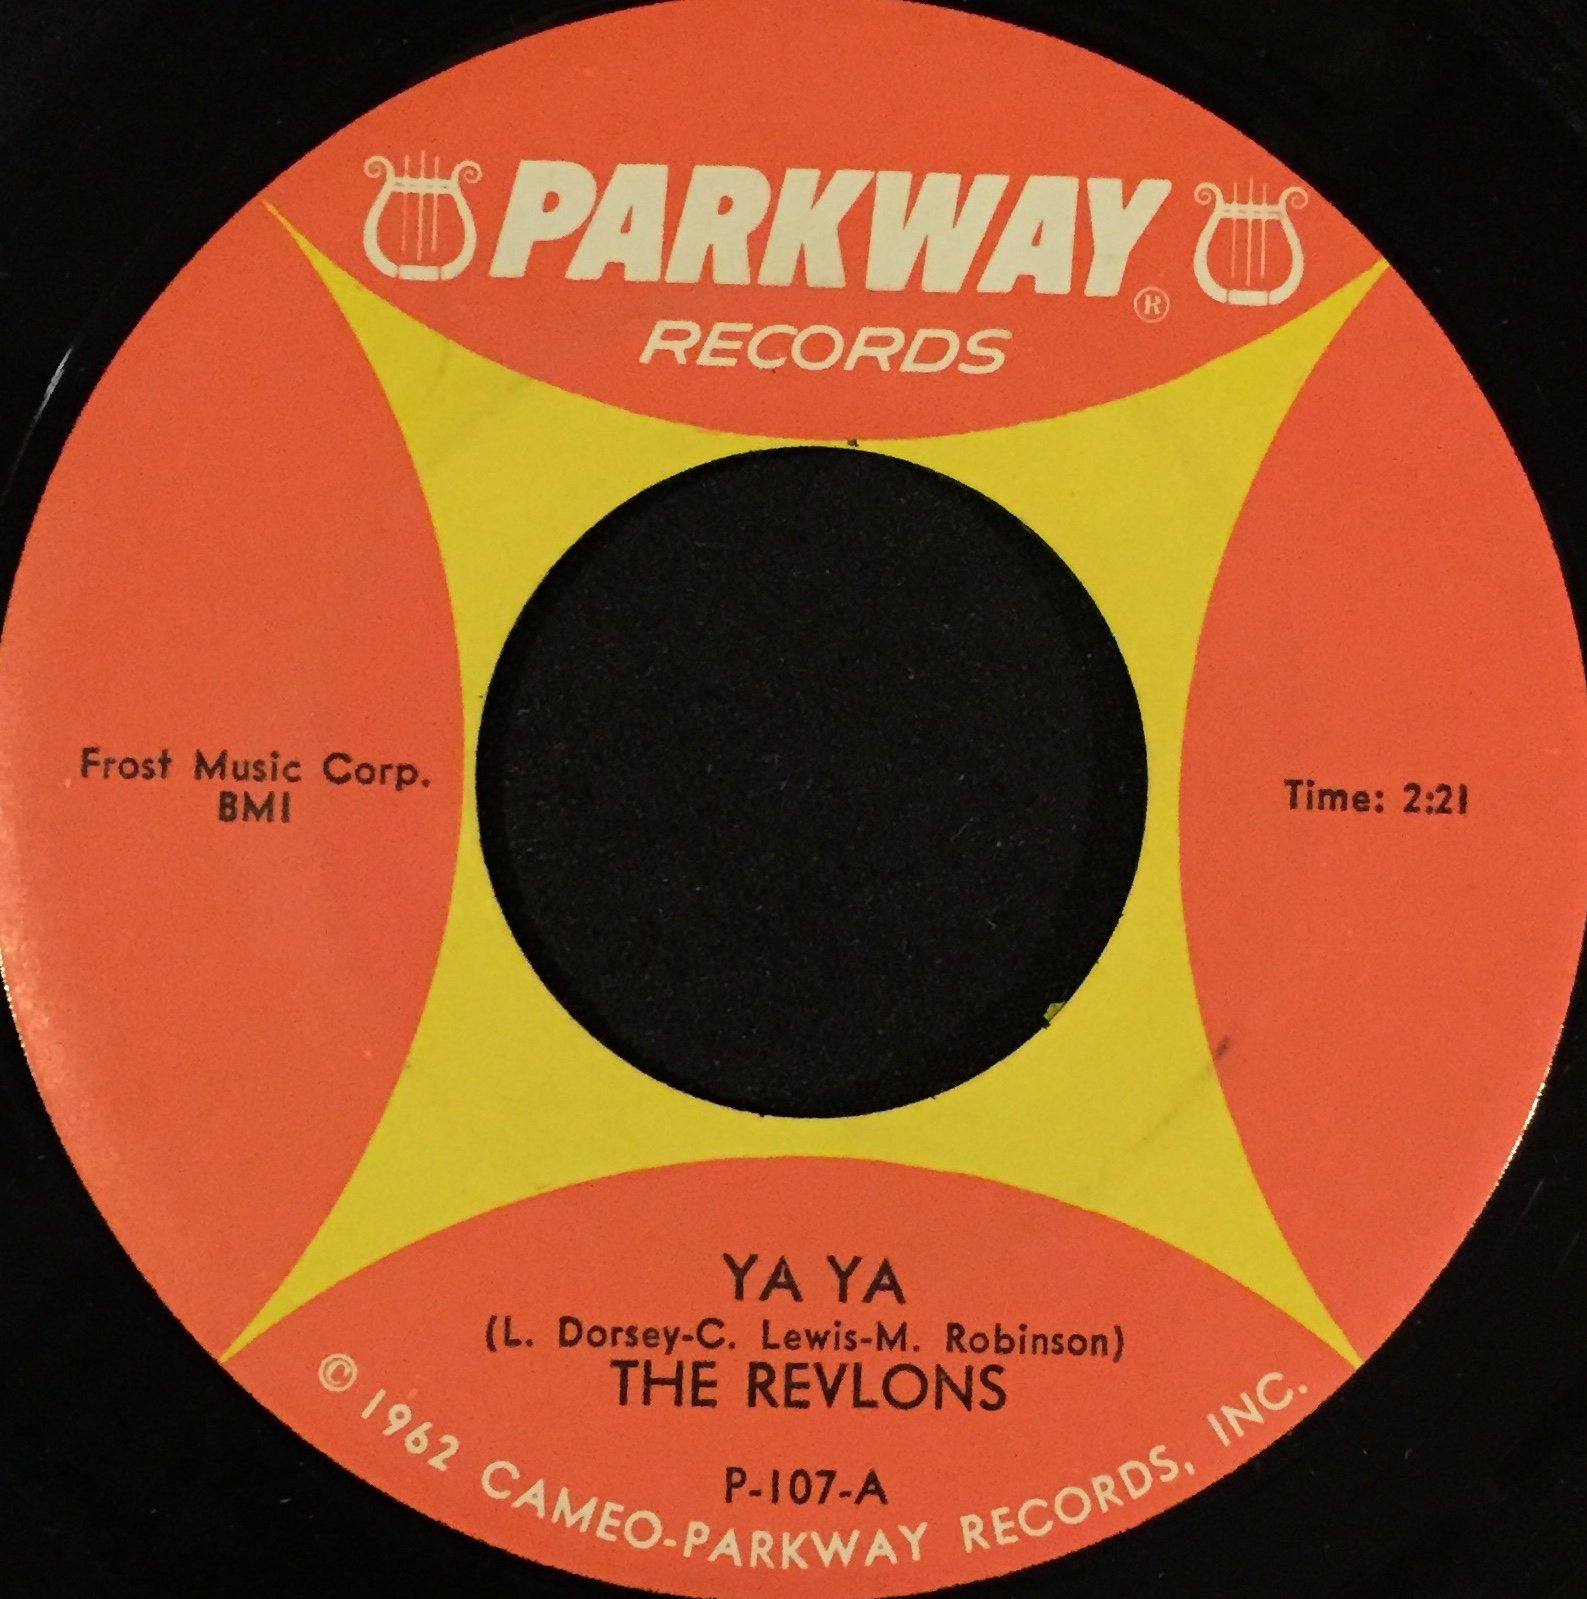 PARKWAY ®
RECORDS
Frost Music Corp.
BMI
Time: 2:21
YA YA
(L. Dorsey-C. Lewis-M. Robinson)
THE REVLONS
P-107-A
© 1962 CAMEO-PARKWAY RECORDS, INC.